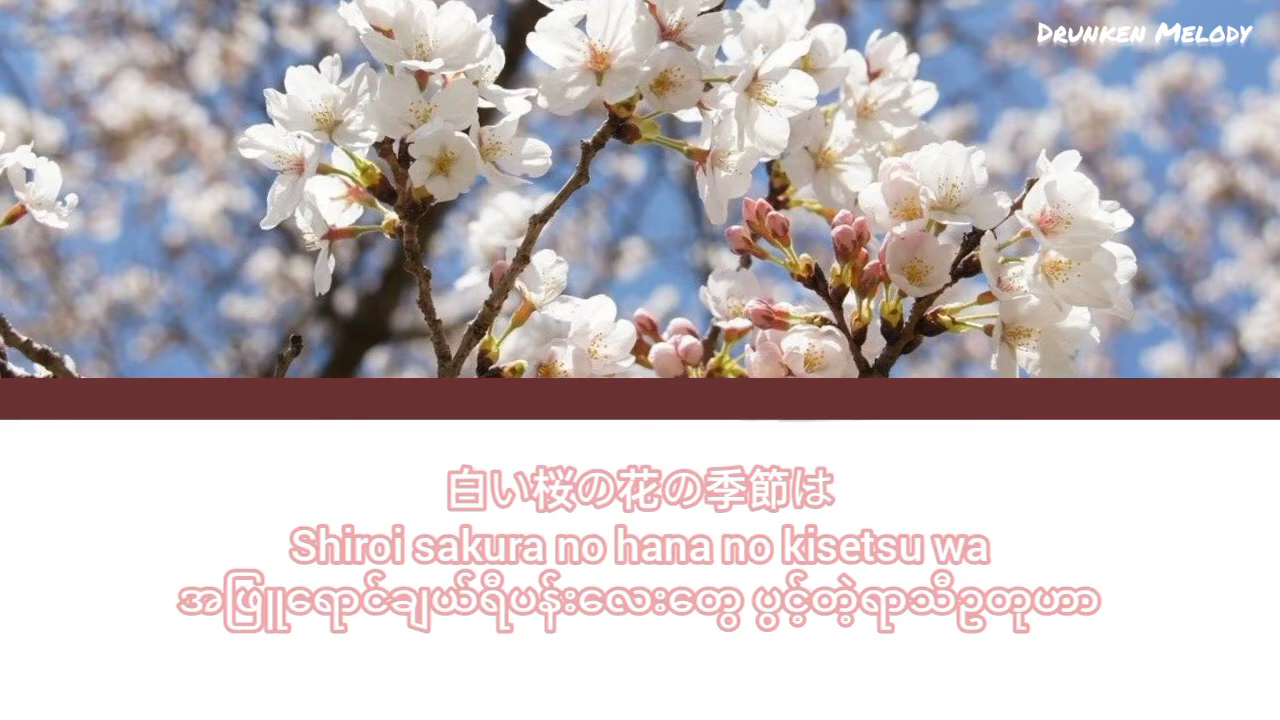 Drunken Melody
白い桜の花の季節は
Shiroi sakura no hana no kisetsu wa
အဖြူရောင်ချယ်ရီပန်းလေးတွေ ပွင့်တဲ့ရာသီဥတုဟာ